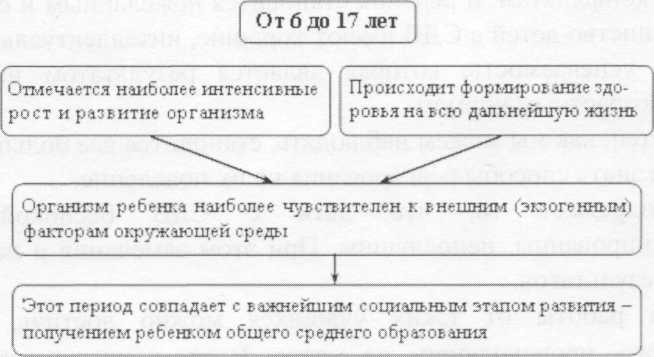 От 6 до 17 лет
Отмечается наиболее интенсивные
рост и развитие организма
Происходит формирование здо-
ровья на всю дальнейшую жизнь
Организм ребенка наиболее чувствителен к внешним (экзогенным)
факторам окружающей среды
Этот период совпадает с важнейшим социальным этапом развития –
получением ребенком общего среднего образования